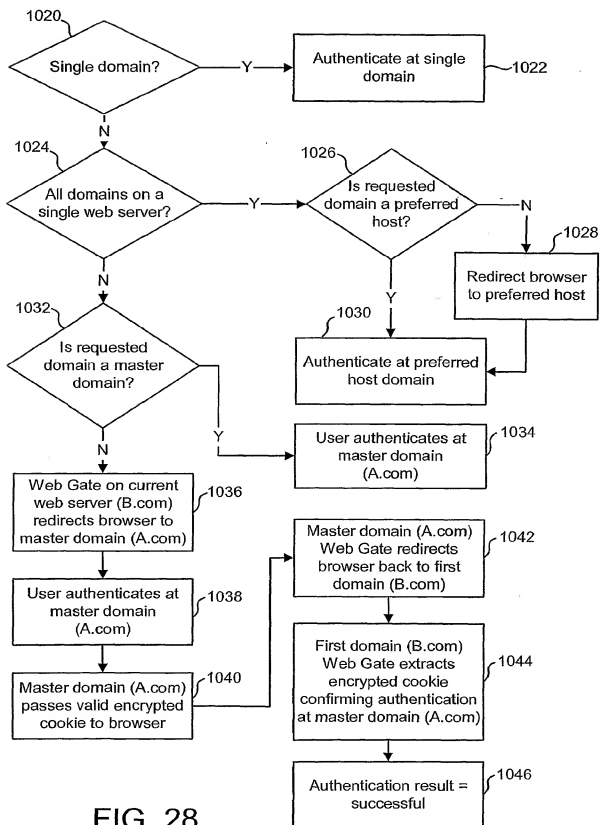 1020
Single domain?
Y
Authenticate at single
domain
1022
N
1024
All domains on a
single web server?
Y
1026
Is requested
domain a preferred
host?
N
1028
Redirect browser
to preferred host
Y
1030
Authenticate at preferred
host domain
N
1032
Is requested
domain a master
domain?
Y
User authenticates at
master domain
(A.com)
1034
N
Web Gate on current
web server (B.com)
redirects browser to
master domain (A.com)
1036
User authenticates at
master domain
(A.com)
1038
Master domain (A.com)
passes valid encrypted
cookie to browser
1040
Master domain (A.com)
Web Gate redirects
browser back to first
domain (B.com)
1042
First domain (B.com)
Web Gate extracts
encrypted cookie
confirming authentication
at master domain (A.com)
1044
Authentication result =
successful
1046
FIG. 28